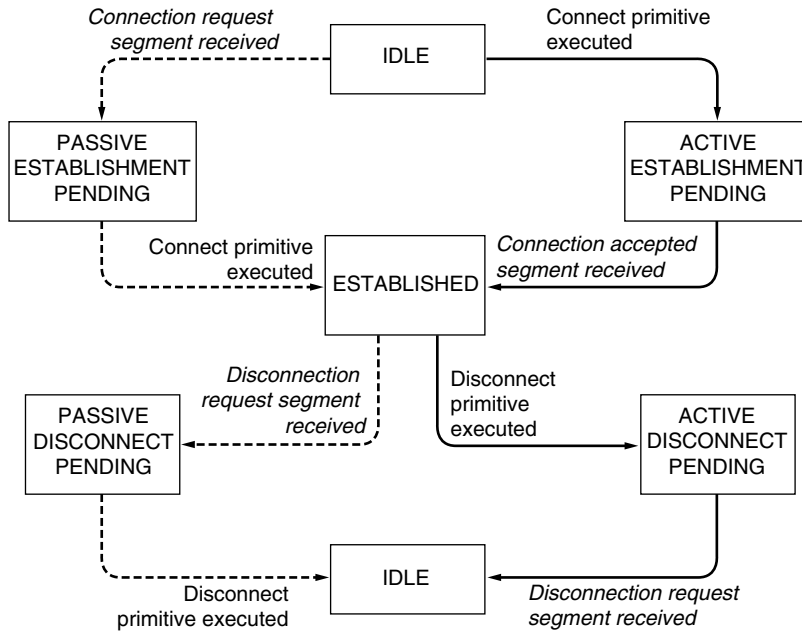 Connection request
segment received
IDLE
Connect primitive
executed
PASSIVE
ESTABLISHMENT
PENDING
ACTIVE
ESTABLISHMENT
PENDING
Connect primitive
executed
ESTABLISHED
Connection accepted
segment received
Disconnection
request segment
received
Disconnect
primitive
executed
PASSIVE
DISCONNECT
PENDING
ACTIVE
DISCONNECT
PENDING
Disconnect
primitive executed
IDLE
Disconnection request
segment received